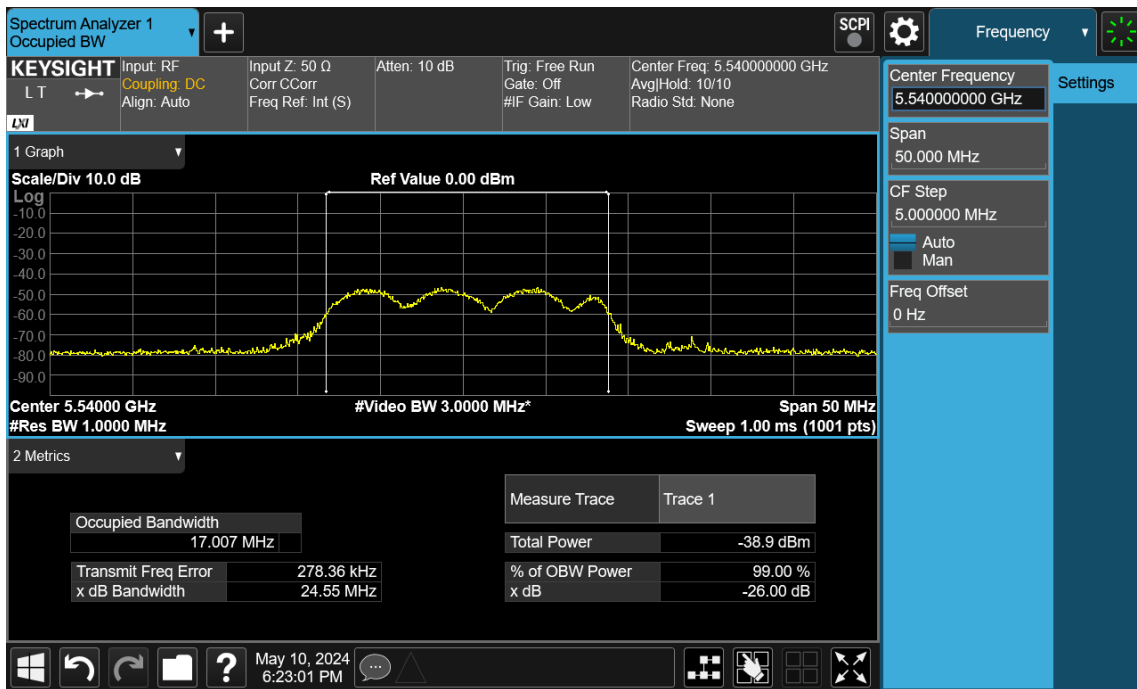 Spectrum Analyzer 1
Occupied BW
SCPI
Frequency
KEYSIGHT
L T
LXI
Input: RF
Coupling: DC
Align: Auto
Input Z: 50 Ω
Corr CCorr
Freq Ref: Int (S)
Atten: 10 dB
Trig: Free Run
Gate: Off
#IF Gain: Low
Center Freq: 5.540000000 GHz
Avg|Hold: 10/10
Radio Std: None
Center Frequency
5.540000000 GHz
Settings
Span
50.000 MHz
CF Step
5.000000 MHz
Auto
Man
Freq Offset
0 Hz
1 Graph
Scale/Div 10.0 dB
Ref Value 0.00 dBm
Log
-10.0
-20.0
-30.0
-40.0
-50.0
-60.0
-70.0
-80.0
-90.0
Center 5.54000 GHz
#Video BW 3.0000 MHz*
Span 50 MHz
#Res BW 1.0000 MHz
Sweep 1.00 ms (1001 pts)
2 Metrics
Measure Trace
Trace 1
Occupied Bandwidth
17.007 MHz
Total Power
-38.9 dBm
Transmit Freq Error
278.36 kHz
% of OBW Power
99.00 %
x dB Bandwidth
24.55 MHz
x dB
-26.00 dB
?
May 10, 2024
6:23:01 PM